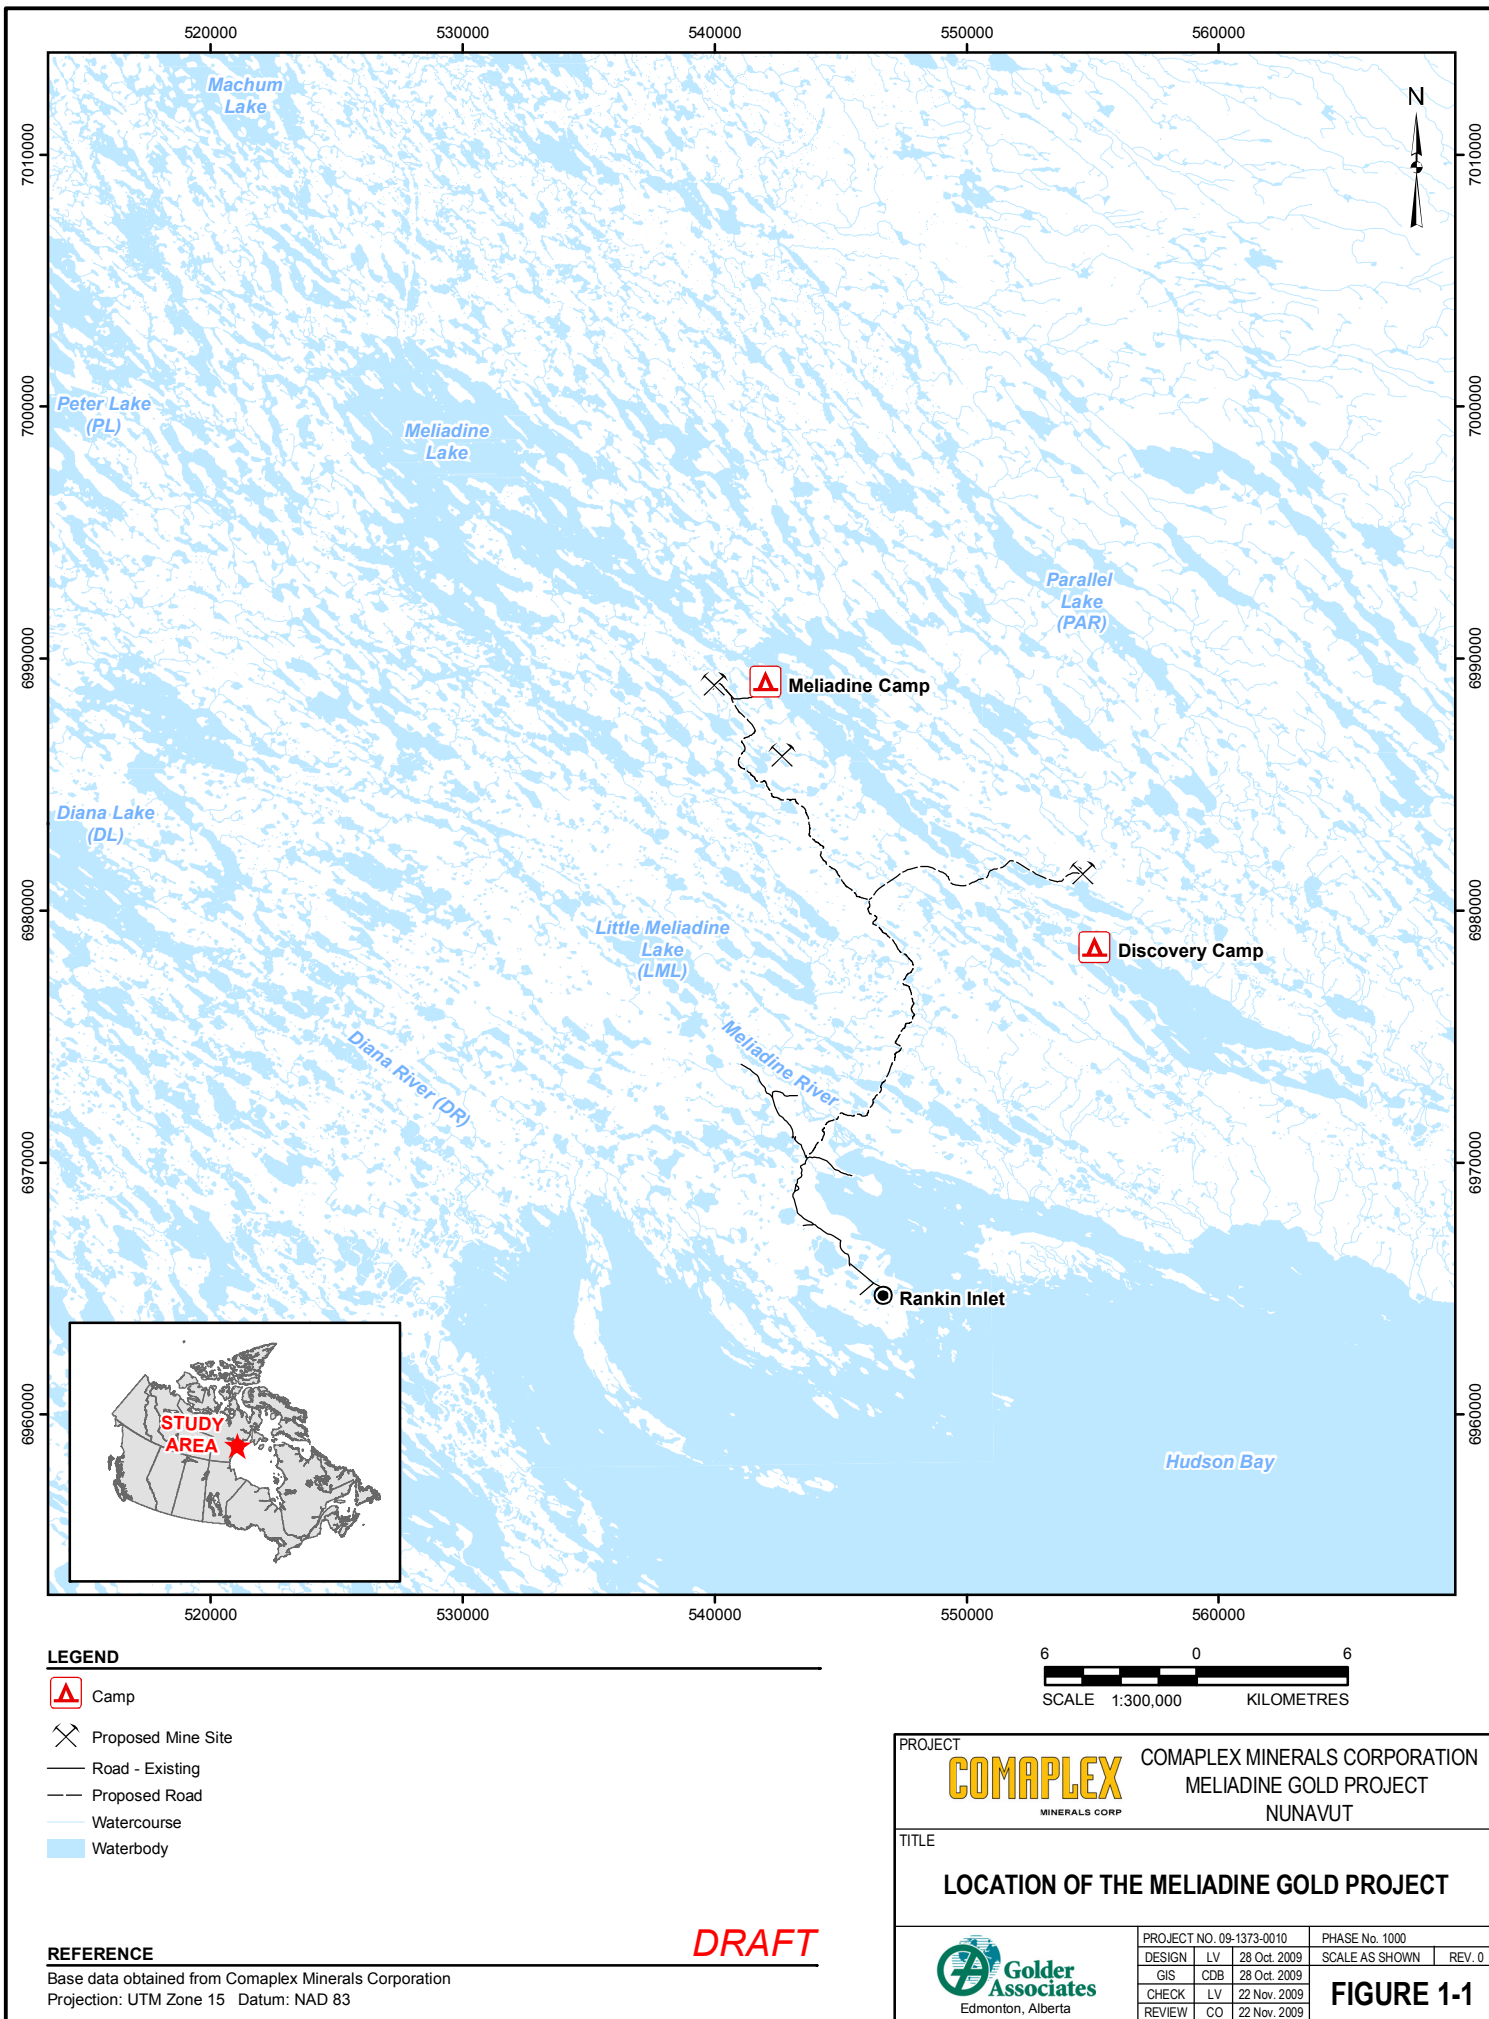 520000
530000
540000
550000
560000
Machum
Lake
N
7010000
7010000
Peter Lake
(PL)
7000000
7000000
Meliadine
Lake
Parallel
Lake
(PAR)
6990000
6990000
Meliadine Camp
Diana Lake
(DL)
6980000
6980000
Little Meliadine
Lake
(LML)
Discovery Camp
Diana River (DR)
Meliadine River
6970000
6970000
Rankin Inlet
STUDY
AREA
6960000
6960000
Hudson Bay
520000
530000
540000
550000
560000
LEGEND
Camp
Proposed Mine Site
Road - Existing
Proposed Road
Watercourse
Waterbody
6 0 6
SCALE 1:300,000 KILOMETRES
REFERENCE
DRAFT
Base data obtained from Comaplex Minerals Corporation
Projection: UTM Zone 15 Datum: NAD 83
PROJECT
COMAPLEX
MINERALS CORP
COMAPLEX MINERALS CORPORATION
MELIADINE GOLD PROJECT
NUNAVUT
TITLE
LOCATION OF THE MELIADINE GOLD PROJECT
Golder
Associates
Edmonton, Alberta
PROJECT NO. 09-1373-0010 PHASE No. 1000
DESIGN LV 28 Oct. 2009 SCALE AS SHOWN REV. 0
GIS CDB 28 Oct. 2009
CHECK LV 22 Nov. 2009
REVIEW CO 22 Nov. 2009
FIGURE 1-1